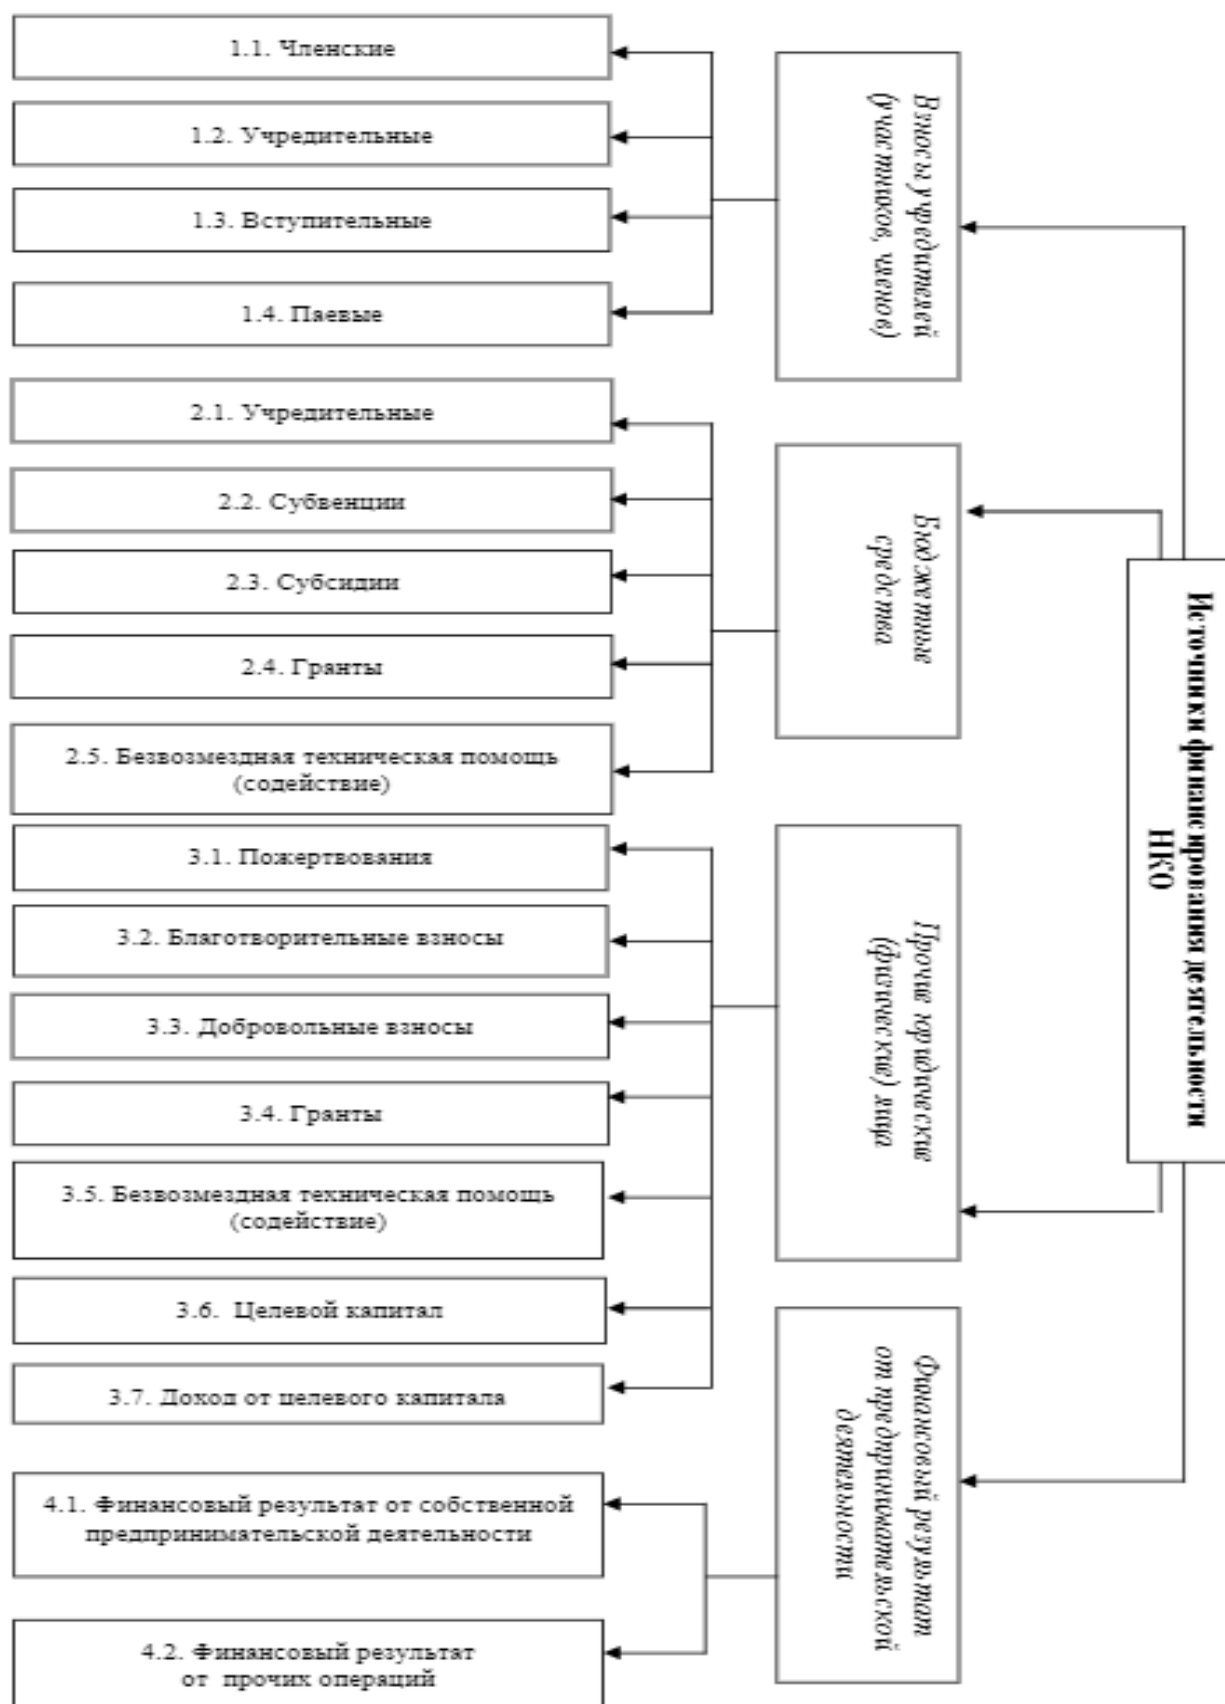 1.1. Членские
1.2. Учредительные
1.3. Вступительные
1.4. Паевые
Взносы учредителей
(участников, членов)
2.1. Учредительные
2.2. Субвенции
2.3. Субсидии
2.4. Гранты
2.5. Безвозмездная техническая помощь
(содействие)
Бюджетные
средства
Источники финансирования деятельности
НКО
3.1. Пожертвования
3.2. Благотворительные взносы
3.3. Добровольные взносы
3.4. Гранты
3.5. Безвозмездная техническая помощь
(содействие)
3.6. Целевой капитал
3.7. Доход от целевого капитала
Прочие юридические
(физические) лица
4.1. Финансовый результат от собственной
предпринимательской деятельности
4.2. Финансовый результат
от прочих операций
Финансовый результат
от предпринимательской
деятельности